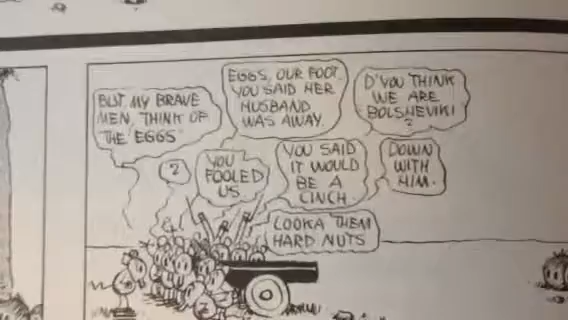 BUT MY BRAVE
MEN, THINK OF
THE EGGS
EGGS, OUR FOOT.
YOU SAID HER
HUSBAND
WAS AWAY
D'YOU THINK
WE ARE
BOLSHEVIKI
?
?
YOU
FOOLED
US
YOU SAID
IT WOULD
BE A
CINCH
DOWN
WITH
HIM.
LOOKA THEM
HARD NUTS